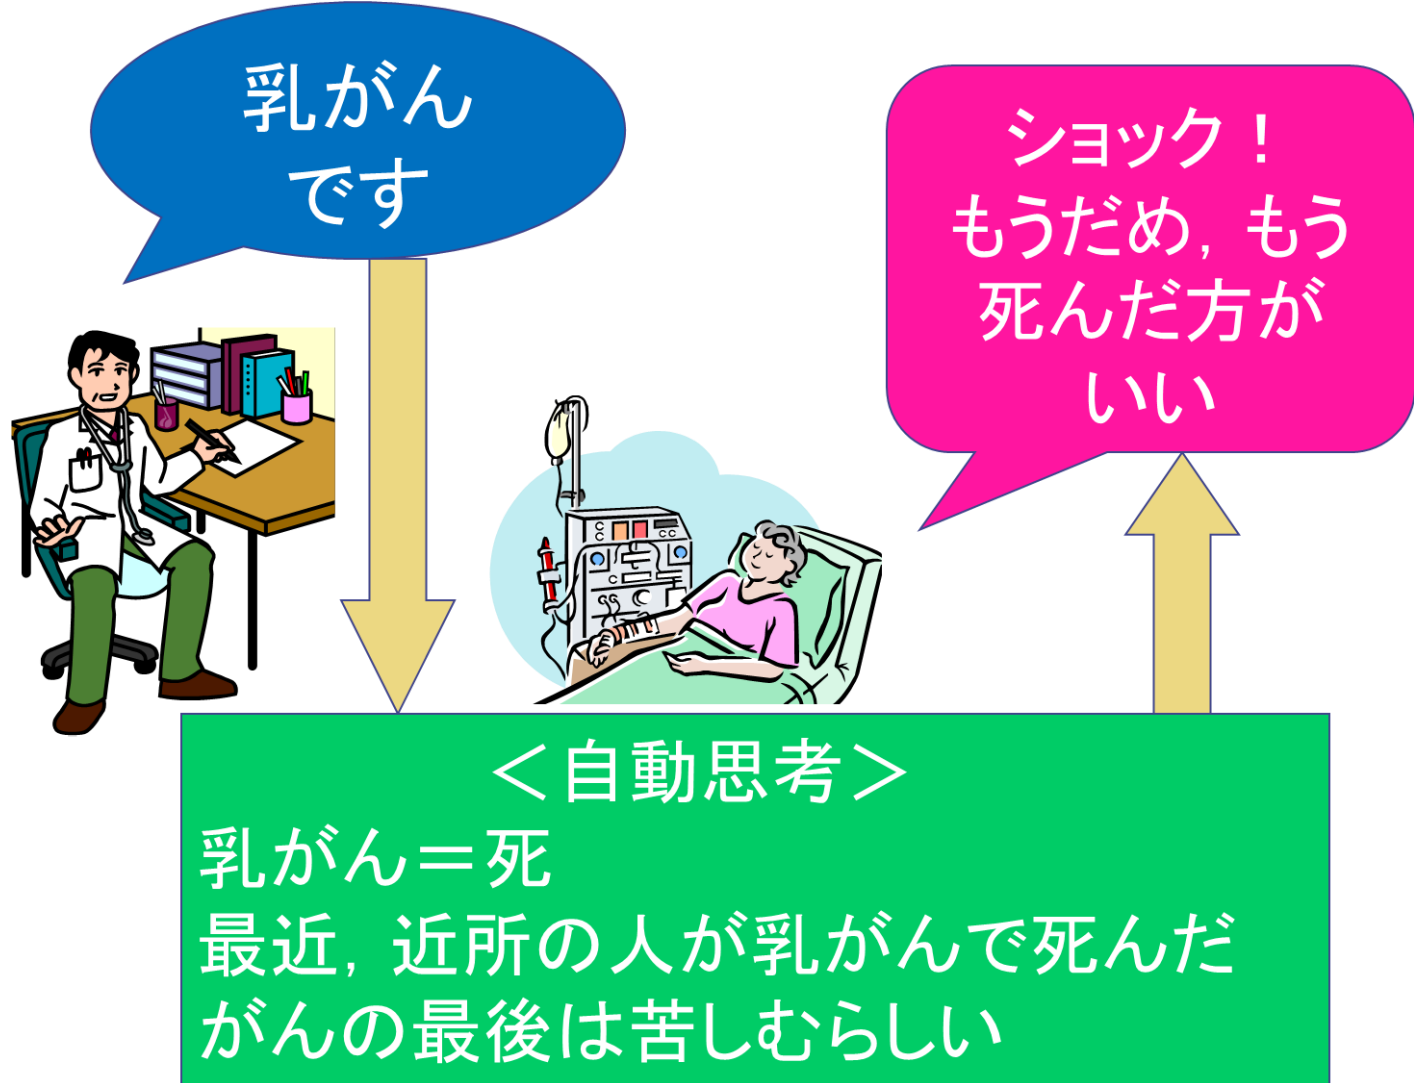 乳がん
です
ショック！
もうだめ，もう
死んだ方が
いい
＜自動思考＞
乳がん＝死
最近，近所の人が乳がんで死んだ
がんの最後は苦しむらしい